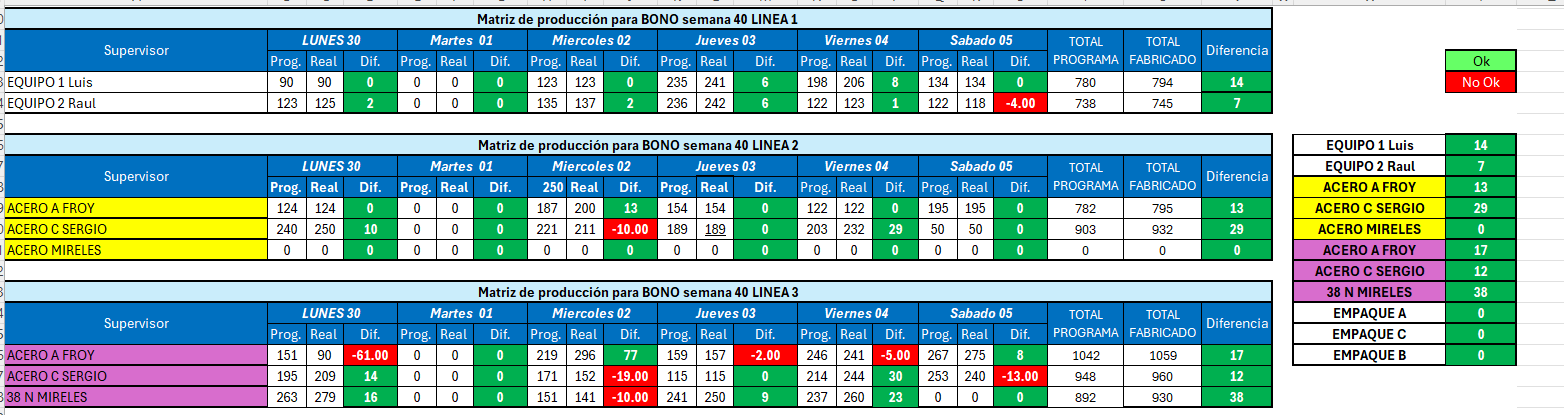 Matriz de producción para BONO semana 40 LINEA 1
Supervisor LUNES 30 Martes 01 Miercoles 02 Jueves 03 Viernes 04 Sabado 05 TOTAL PROGRAMA TOTAL FABRICADO Diferencia
Prog. Real Dif. Prog. Real Dif. Prog. Real Dif. Prog. Real Dif. Prog. Real Dif. Prog. Real Dif.
EQUIPO 1 Luis 90 90 0 0 0 0 123 123 0 235 241 6 198 206 8 134 134 0 780 794 14
EQUIPO 2 Raul 123 125 2 0 0 0 135 137 2 236 242 6 122 123 1 122 118 -4.00 738 745 7
Ok
No Ok
Matriz de producción para BONO semana 40 LINEA 2
Supervisor LUNES 30 Martes 01 Miercoles 02 Jueves 03 Viernes 04 Sabado 05 TOTAL PROGRAMA TOTAL FABRICADO Diferencia
Prog. Real Dif. Prog. Real Dif. 250 Real Dif. Prog. Real Dif. Prog. Real Dif. Prog. Real Dif.
ACERO A FROY 124 124 0 0 0 0 187 200 13 154 154 0 122 122 0 195 195 0 782 795 13
ACERO C SERGIO 240 250 10 0 0 0 221 211 -10.00 189 189 0 203 232 29 50 50 0 903 932 29
ACERO MIRELES 0 0 0 0 0 0 0 0 0 0 0 0 0 0 0 0 0 0 0 0 0
Matriz de producción para BONO semana 40 LINEA 3
Supervisor LUNES 30 Martes 01 Miercoles 02 Jueves 03 Viernes 04 Sabado 05 TOTAL PROGRAMA TOTAL FABRICADO Diferencia
Prog. Real Dif. Prog. Real Dif. Prog. Real Dif. Prog. Real Dif. Prog. Real Dif. Prog. Real Dif.
ACERO A FROY 151 90 -61.00 0 0 0 219 296 77 159 157 -2.00 246 241 -5.00 267 275 8 1042 1059 17
ACERO C SERGIO 195 209 14 0 0 0 171 152 -19.00 115 115 0 214 244 30 253 240 -13.00 948 960 12
38 N MIRELES 263 279 16 0 0 0 151 141 -10.00 241 250 9 237 260 23 0 0 0 892 930 38
EQUIPO 1 Luis 14
EQUIPO 2 Raul 7
ACERO A FROY 13
ACERO C SERGIO 29
ACERO MIRELES 0
ACERO A FROY 17
ACERO C SERGIO 12
38 N MIRELES 38
EMPAQUE A 0
EMPAQUE C 0
EMPAQUE B 0